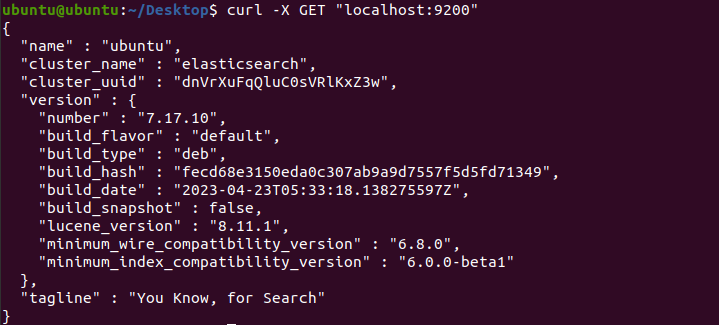 ubuntu@ubuntu:~/Desktop$ curl -X GET "localhost:9200"
{
  "name" : "ubuntu",
  "cluster_name" : "elasticsearch",
  "cluster_uuid" : "dnVrXuFqQluC0sVRlKxZ3w",
  "version" : {
    "number" : "7.17.10",
    "build_flavor" : "default",
    "build_type" : "deb",
    "build_hash" : "fecd68e3150eda0c307ab9a9d7557f5d5fd71349",
    "build_date" : "2023-04-23T05:33:18.138275597Z",
    "build_snapshot" : false,
    "lucene_version" : "8.11.1",
    "minimum_wire_compatibility_version" : "6.8.0",
    "minimum_index_compatibility_version" : "6.0.0-beta1"
  },
  "tagline" : "You Know, for Search"
}